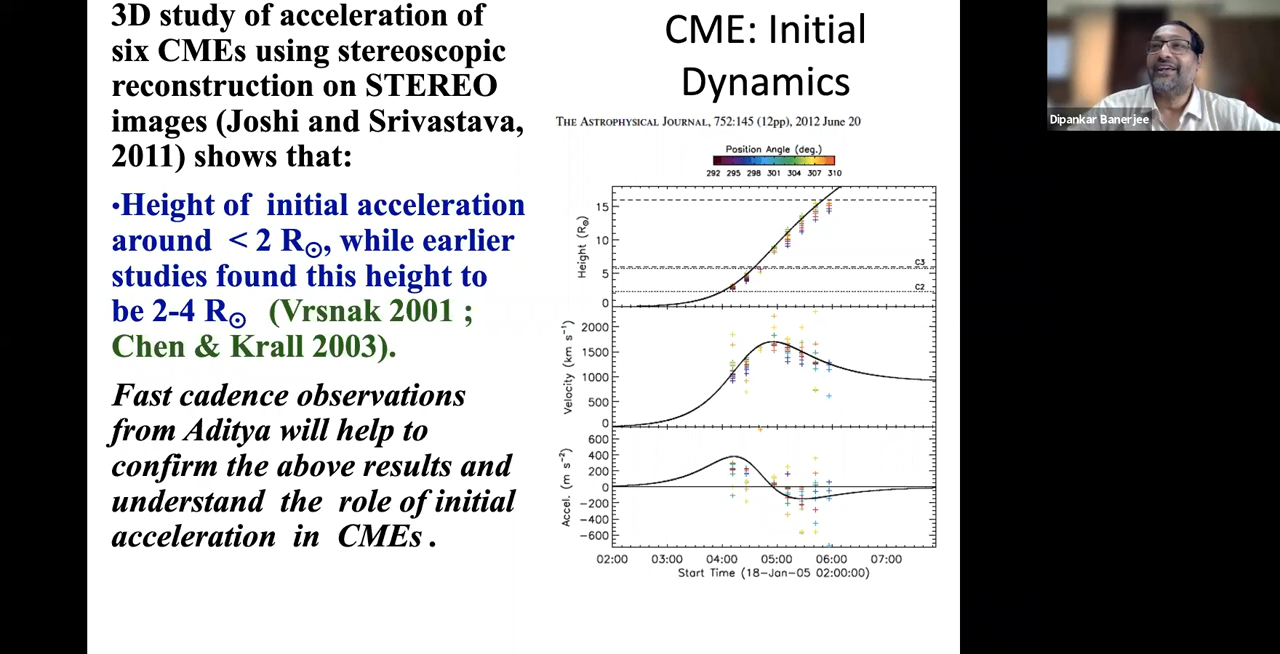 3D study of acceleration of
six CMEs using stereoscopic
reconstruction on STEREO
images (Joshi and Srivastava,
2011) shows that:
•Height of initial acceleration
around < 2 R☉, while earlier
studies found this height to
be 2-4 R☉ (Vrsnak 2001 ;
Chen & Krall 2003).
Fast cadence observations
from Aditya will help to
confirm the above results and
understand the role of initial
acceleration in CMEs .
CME: Initial
Dynamics
THE ASTROPHYSICAL JOURNAL, 752:145 (12pp), 2012 June 20
Position Angle (deg.)
292 295 298 301 304 307 310
Height (R☉)
15
10
5
0
C3
C2
Velocity (km s⁻¹)
2000
1500
1000
500
0
Accel. (m s⁻²)
600
400
200
0
−200
−400
−600
02:00 03:00 04:00 05:00 06:00 07:00
Start Time (18−Jan−05 02:00:00)
Dipankar Banerjee